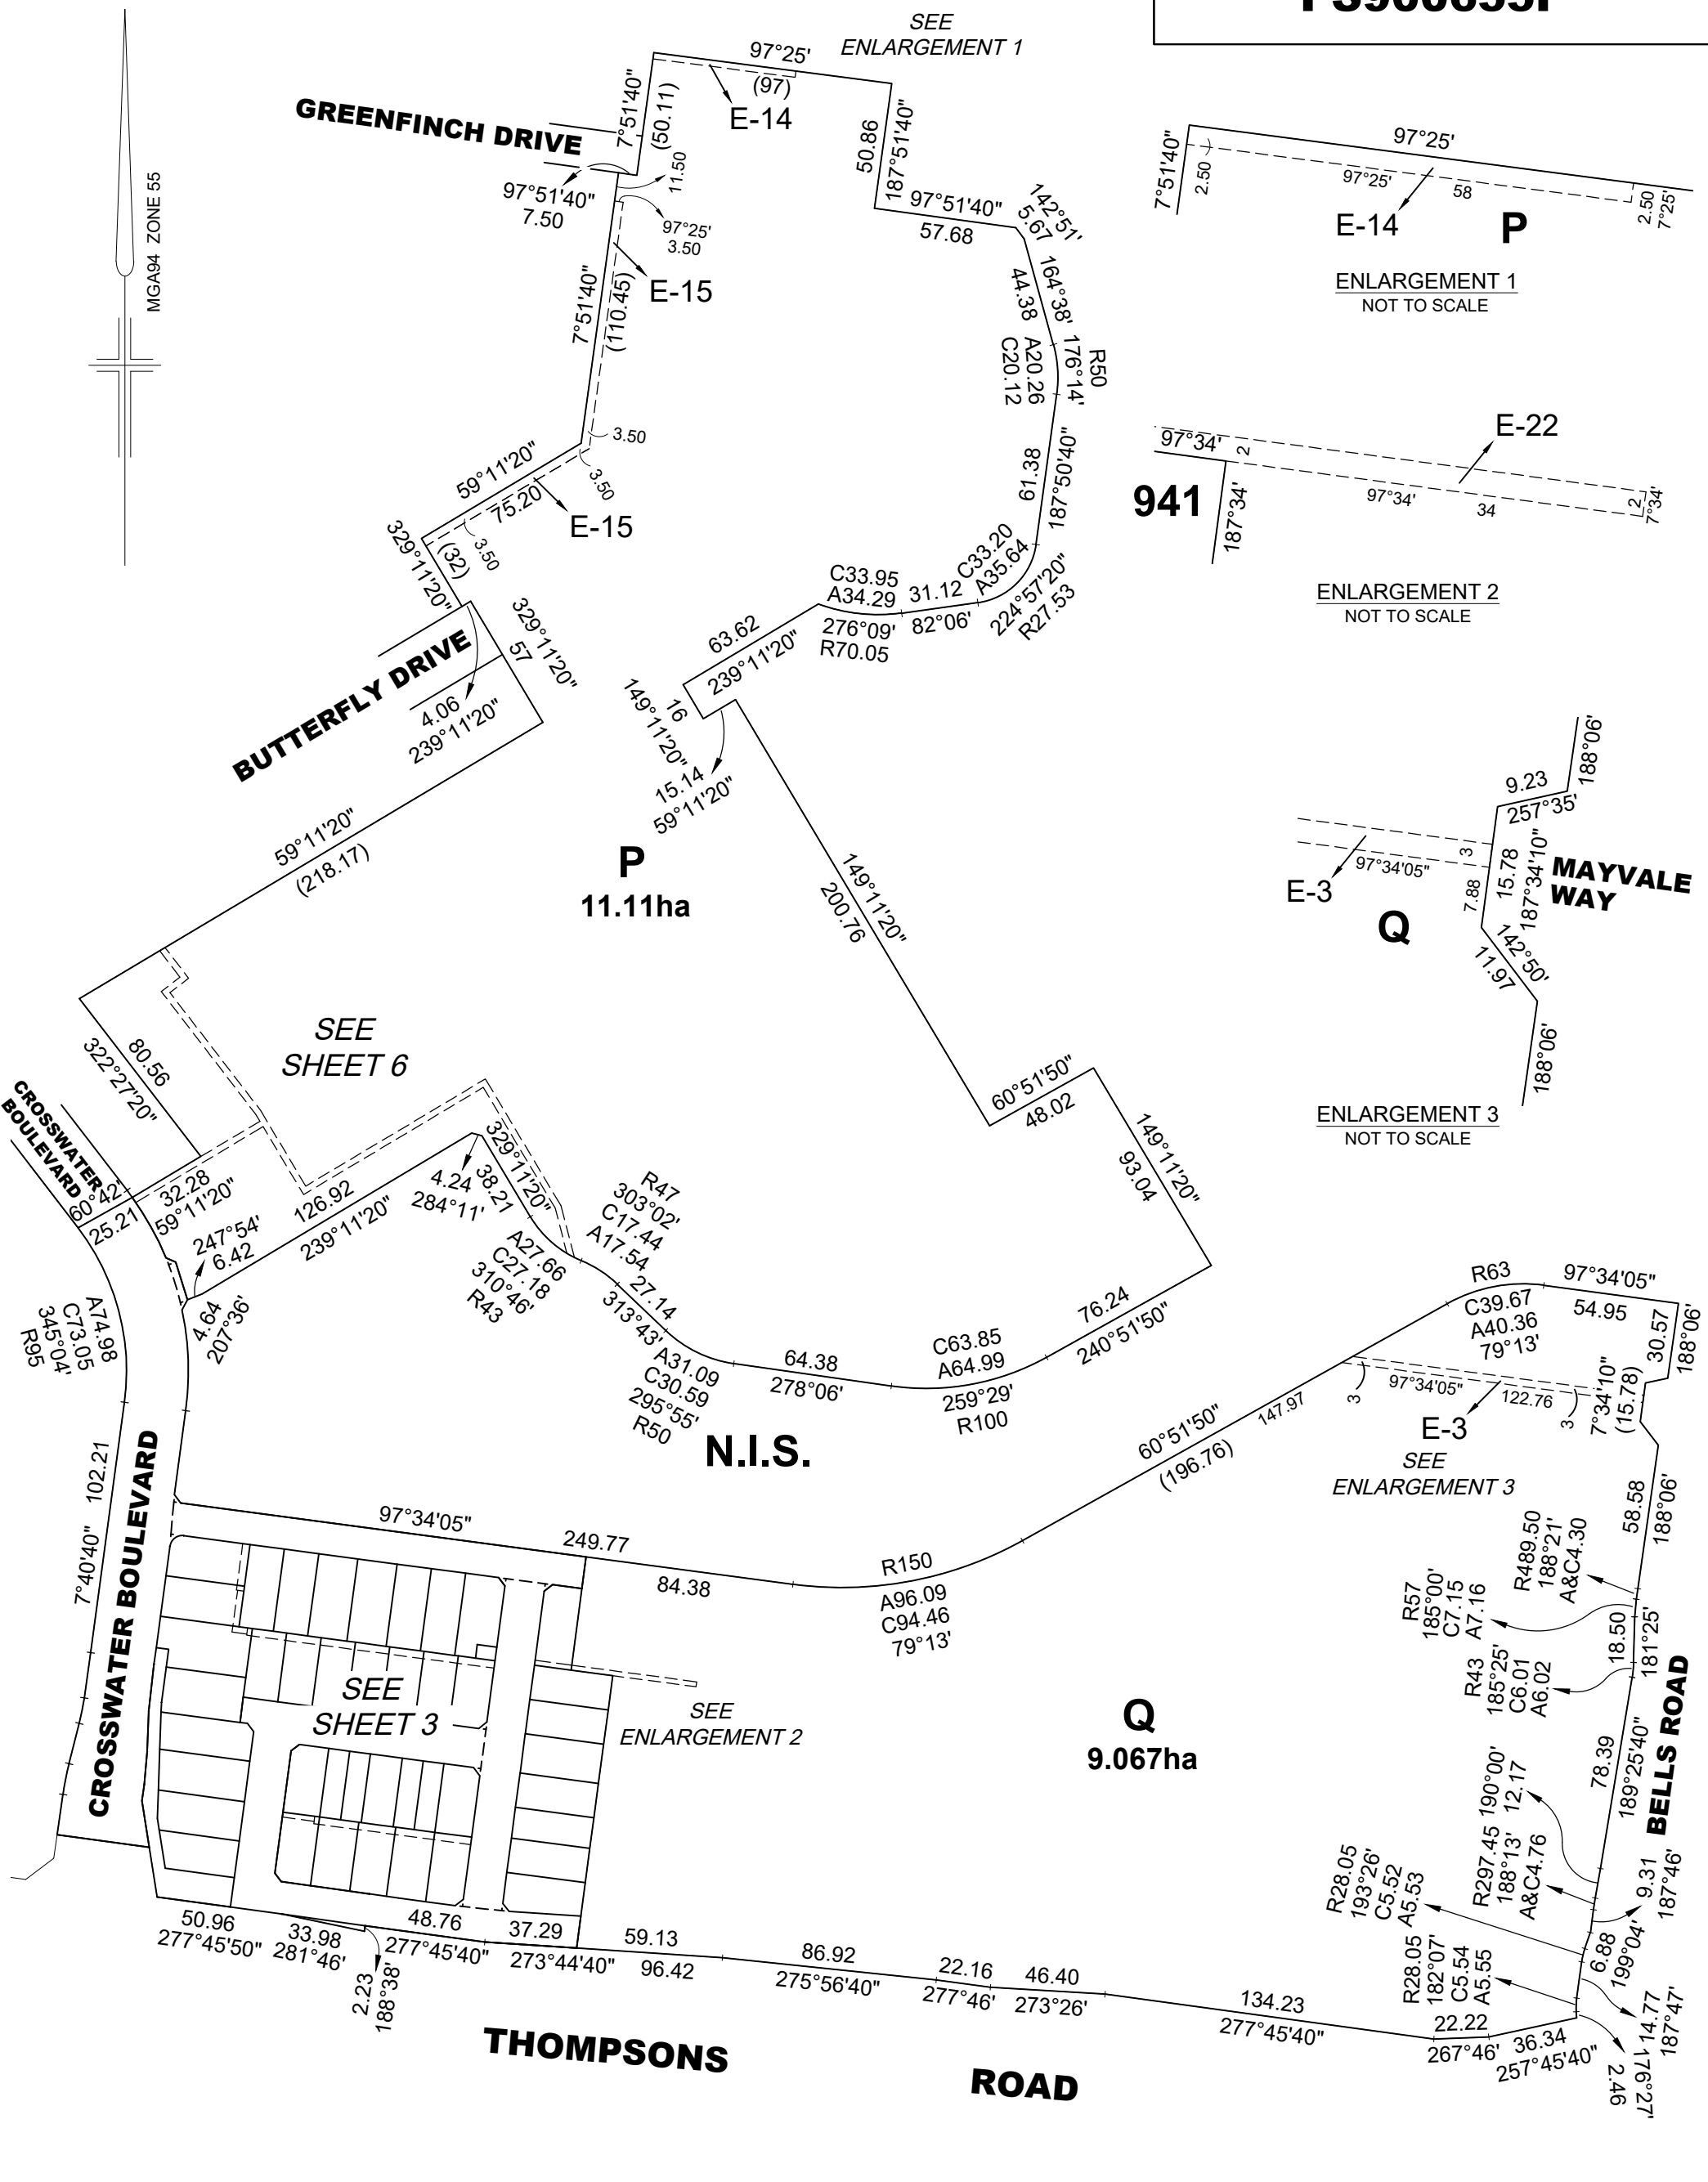 SEE
ENLARGEMENT 1
97°25'
(97)
E-14
7°51'40"
(50.11)
GREENFINCH DRIVE
97°51'40"
7.50
11.50
97°25'
3.50
E-15
7°51'40"
(110.45)
3.50
MGA94 ZONE 55
50.86
187°51'40"
97°51'40"
57.68
142°51'
5.67
164°38'
44.38
R50
176°14'
A20.26
C20.12
61.38
187°50'40"
C33.20
A35.64
224°57'20"
R27.53
31.12
82°06'
C33.95
A34.29
276°09'
R70.05
63.62
239°11'20"
16
149°11'20"
15.14
59°11'20"
59°11'20"
75.20
3.50
E-15
3.50
329°11'20"
(32)
329°11'20"
57
BUTTERFLY DRIVE
4.06
239°11'20"
97°25'
7°51'40"
2.50
97°25'
58
2.50
7°25'
E-14
P
ENLARGEMENT 1
NOT TO SCALE
97°34'
2
E-22
941
187°34'
97°34'
34
2
7°34'
ENLARGEMENT 2
NOT TO SCALE
188°06'
9.23
257°35'
3
97°34'05"
E-3
7.88
15.78
187°34'10"
MAYVALE
WAY
Q
142°50'
11.97
188°06'
ENLARGEMENT 3
NOT TO SCALE
59°11'20"
(218.17)
P
11.11ha
149°11'20"
200.76
SEE
SHEET 6
80.56
322°27'20"
CROSSWATER
BOULEVARD
60°42'
25.21
32.28
59°11'20"
247°54'
6.42
126.92
239°11'20"
4.24
284°11'
329°11'20"
38.21
A27.66
C27.18
310°46'
R43
R47
303°02'
C17.44
A17.54
27.14
313°43'
A31.09
C30.59
295°55'
R50
64.38
278°06'
C63.85
A64.99
259°29'
R100
76.24
240°51'50"
60°51'50"
48.02
149°11'20"
93.04
4.64
207°36'
A74.98
C73.05
345°04'
R95
N.I.S.
R63
C39.67
A40.36
79°13'
97°34'05"
54.95
30.57
188°06'
60°51'50"
147.97
(196.76)
3
97°34'05"
122.76
3
E-3
7°34'10"
(15.78)
SEE
ENLARGEMENT 3
58.58
188°06'
R489.50
188°21'
A&C4.30
R57
185°00'
C7.15
A7.16
18.50
181°25'
R43
185°25'
C6.01
A6.02
78.39
189°25'40"
BELLS ROAD
190°00'
12.17
R297.45
188°13'
A&C4.76
9.31
187°46'
R28.05
193°26'
C5.52
A5.53
6.88
199°04'
R28.05
182°07'
C5.54
A5.55
14.77
187°47'
2.46
176°27'
102.21
7°40'40"
CROSSWATER BOULEVARD
97°34'05"
249.77
84.38
R150
A96.09
C94.46
79°13'
SEE
SHEET 3
SEE
ENLARGEMENT 2
Q
9.067ha
50.96
277°45'50"
33.98
281°46'
2.23
188°38'
48.76
277°45'40"
37.29
273°44'40"
59.13
96.42
86.92
275°56'40"
22.16
277°46'
46.40
273°26'
134.23
277°45'40"
22.22
267°46'
36.34
257°45'40"
THOMPSONS ROAD